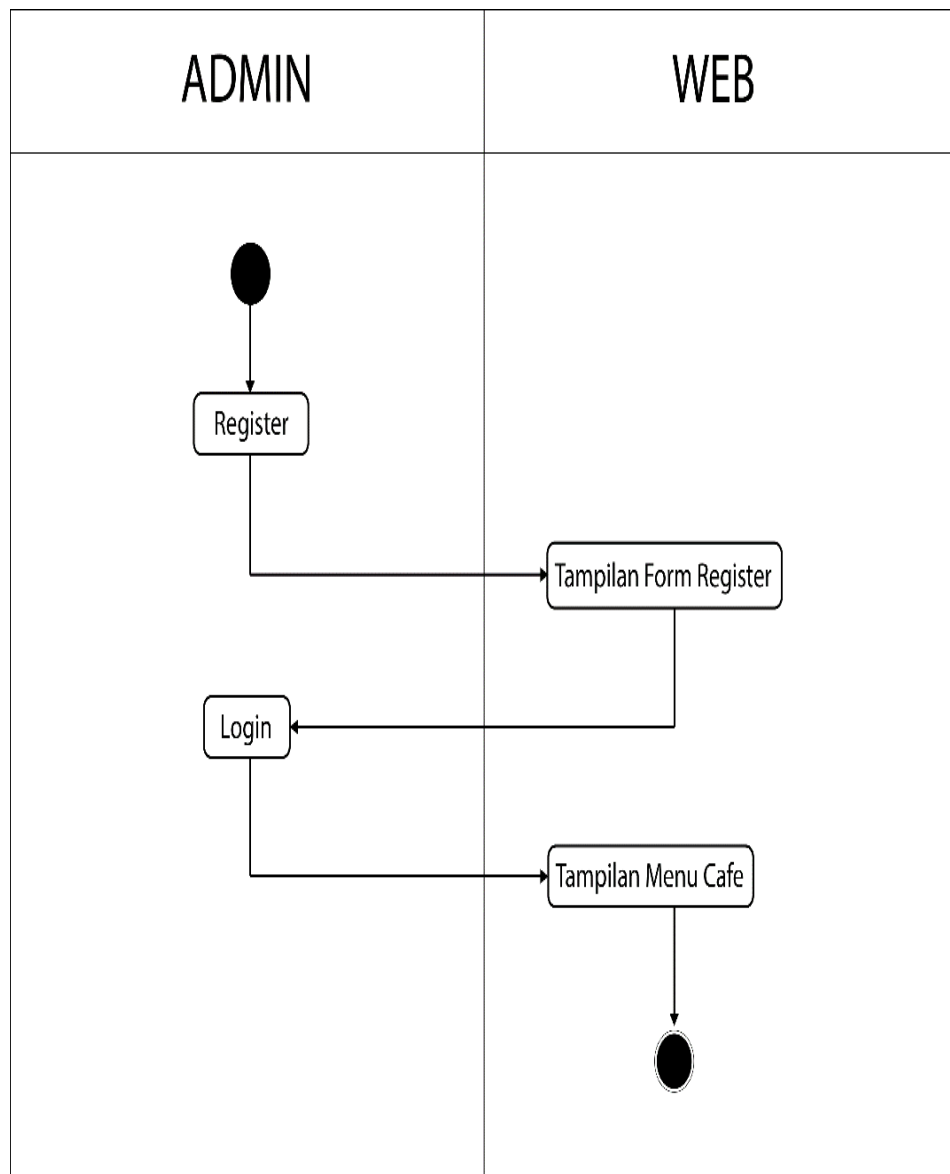 ADMIN
WEB
Register
Tampilan Form Register
Login
Tampilan Menu Cafe